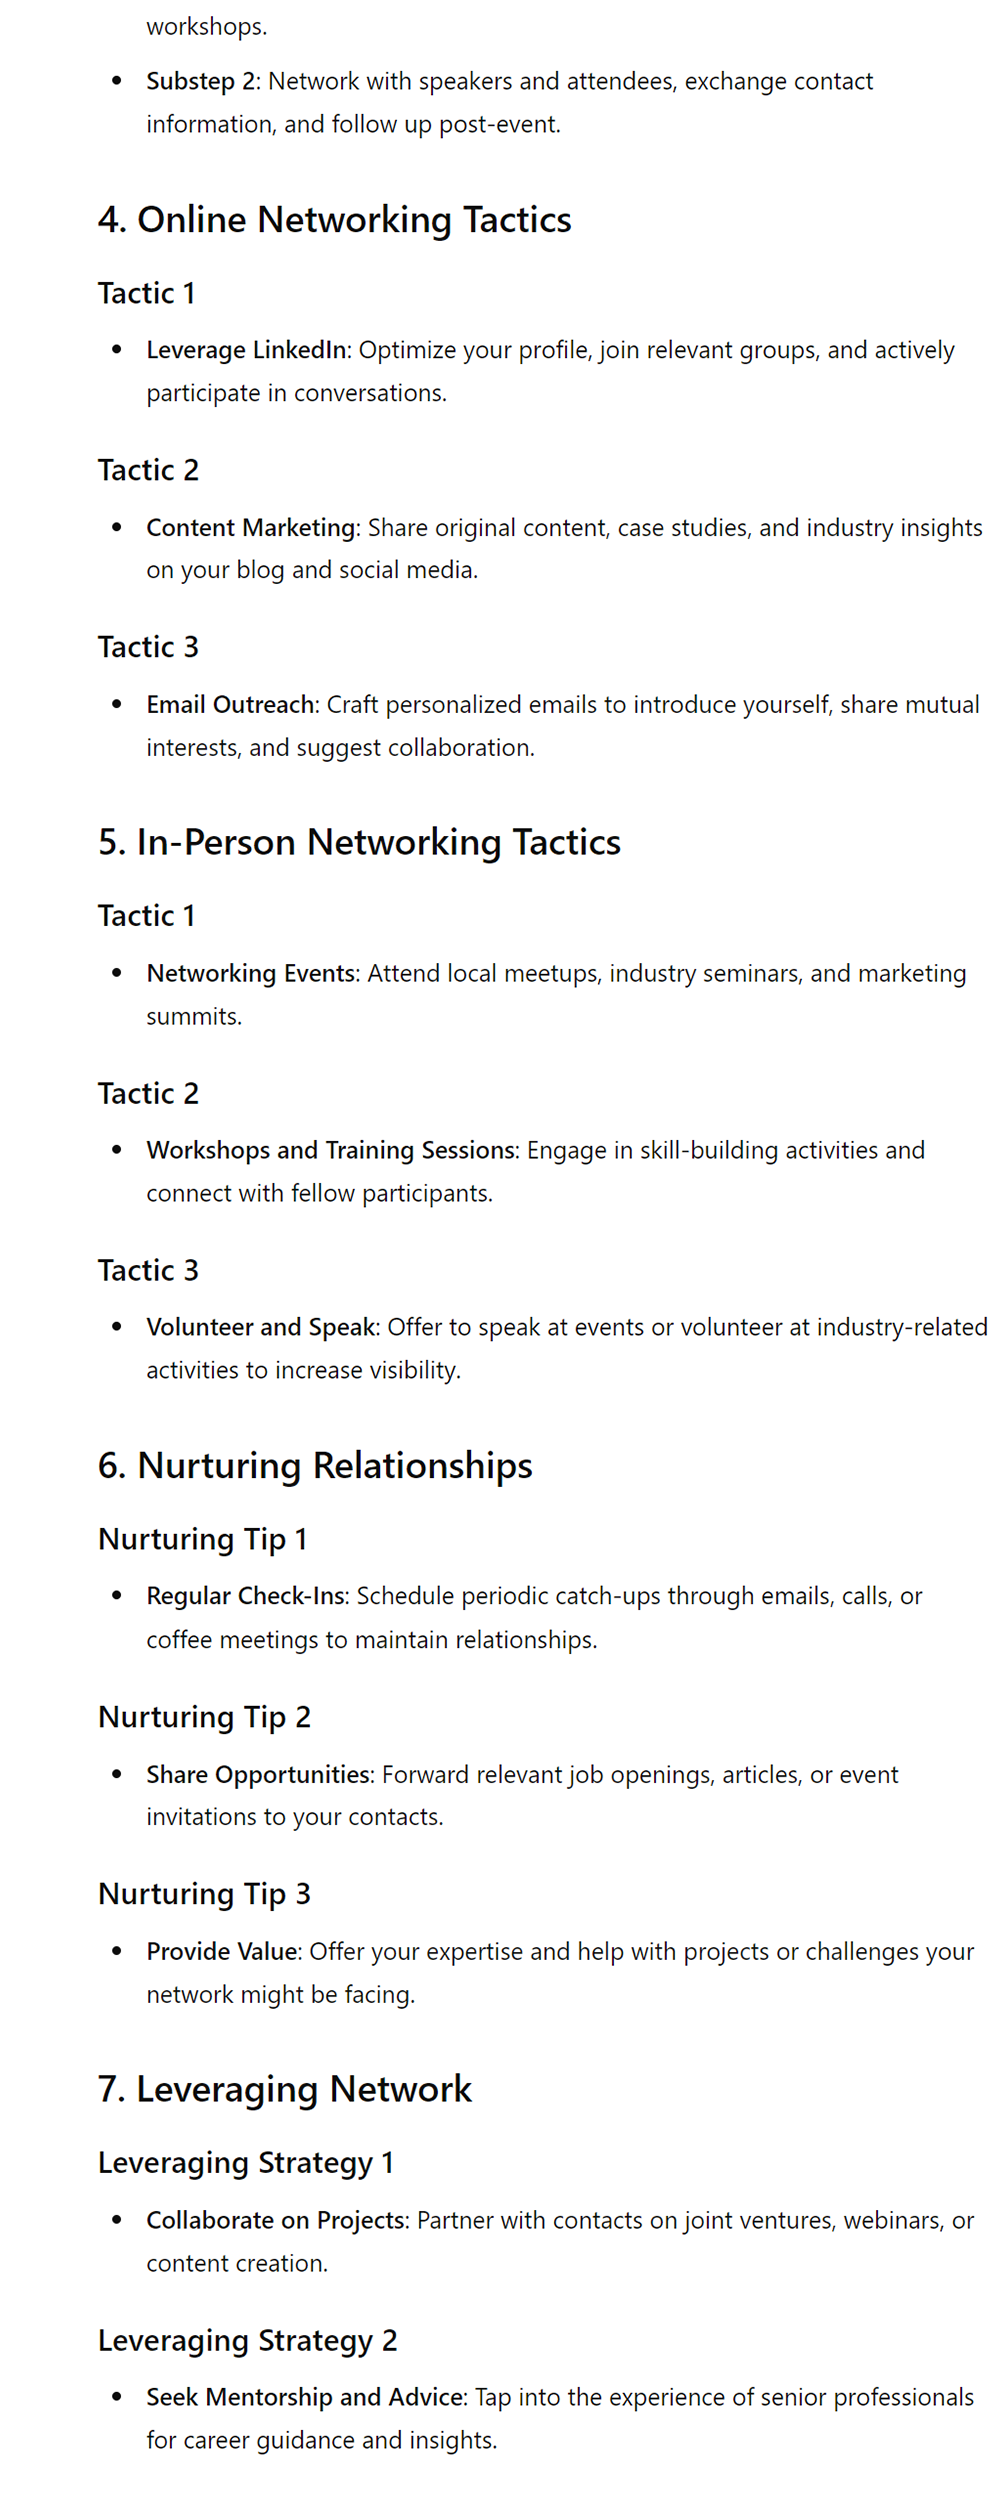 workshops.
• Substep 2: Network with speakers and attendees, exchange contact
information, and follow up post-event.
4. Online Networking Tactics
Tactic 1
• Leverage LinkedIn: Optimize your profile, join relevant groups, and actively
participate in conversations.
Tactic 2
• Content Marketing: Share original content, case studies, and industry insights
on your blog and social media.
Tactic 3
• Email Outreach: Craft personalized emails to introduce yourself, share mutual
interests, and suggest collaboration.
5. In-Person Networking Tactics
Tactic 1
• Networking Events: Attend local meetups, industry seminars, and marketing
summits.
Tactic 2
• Workshops and Training Sessions: Engage in skill-building activities and
connect with fellow participants.
Tactic 3
• Volunteer and Speak: Offer to speak at events or volunteer at industry-related
activities to increase visibility.
6. Nurturing Relationships
Nurturing Tip 1
• Regular Check-Ins: Schedule periodic catch-ups through emails, calls, or
coffee meetings to maintain relationships.
Nurturing Tip 2
• Share Opportunities: Forward relevant job openings, articles, or event
invitations to your contacts.
Nurturing Tip 3
• Provide Value: Offer your expertise and help with projects or challenges your
network might be facing.
7. Leveraging Network
Leveraging Strategy 1
• Collaborate on Projects: Partner with contacts on joint ventures, webinars, or
content creation.
Leveraging Strategy 2
• Seek Mentorship and Advice: Tap into the experience of senior professionals
for career guidance and insights.